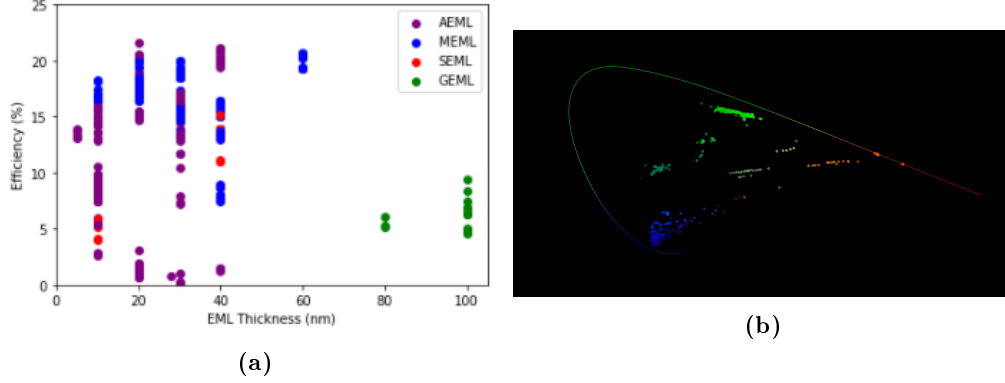 25
20
15
10
5
0
Efficiency (%)
AEML
MEML
SEML
GEML
0 20 40 60 80 100
EML Thickness (nm)
(a)
(b)